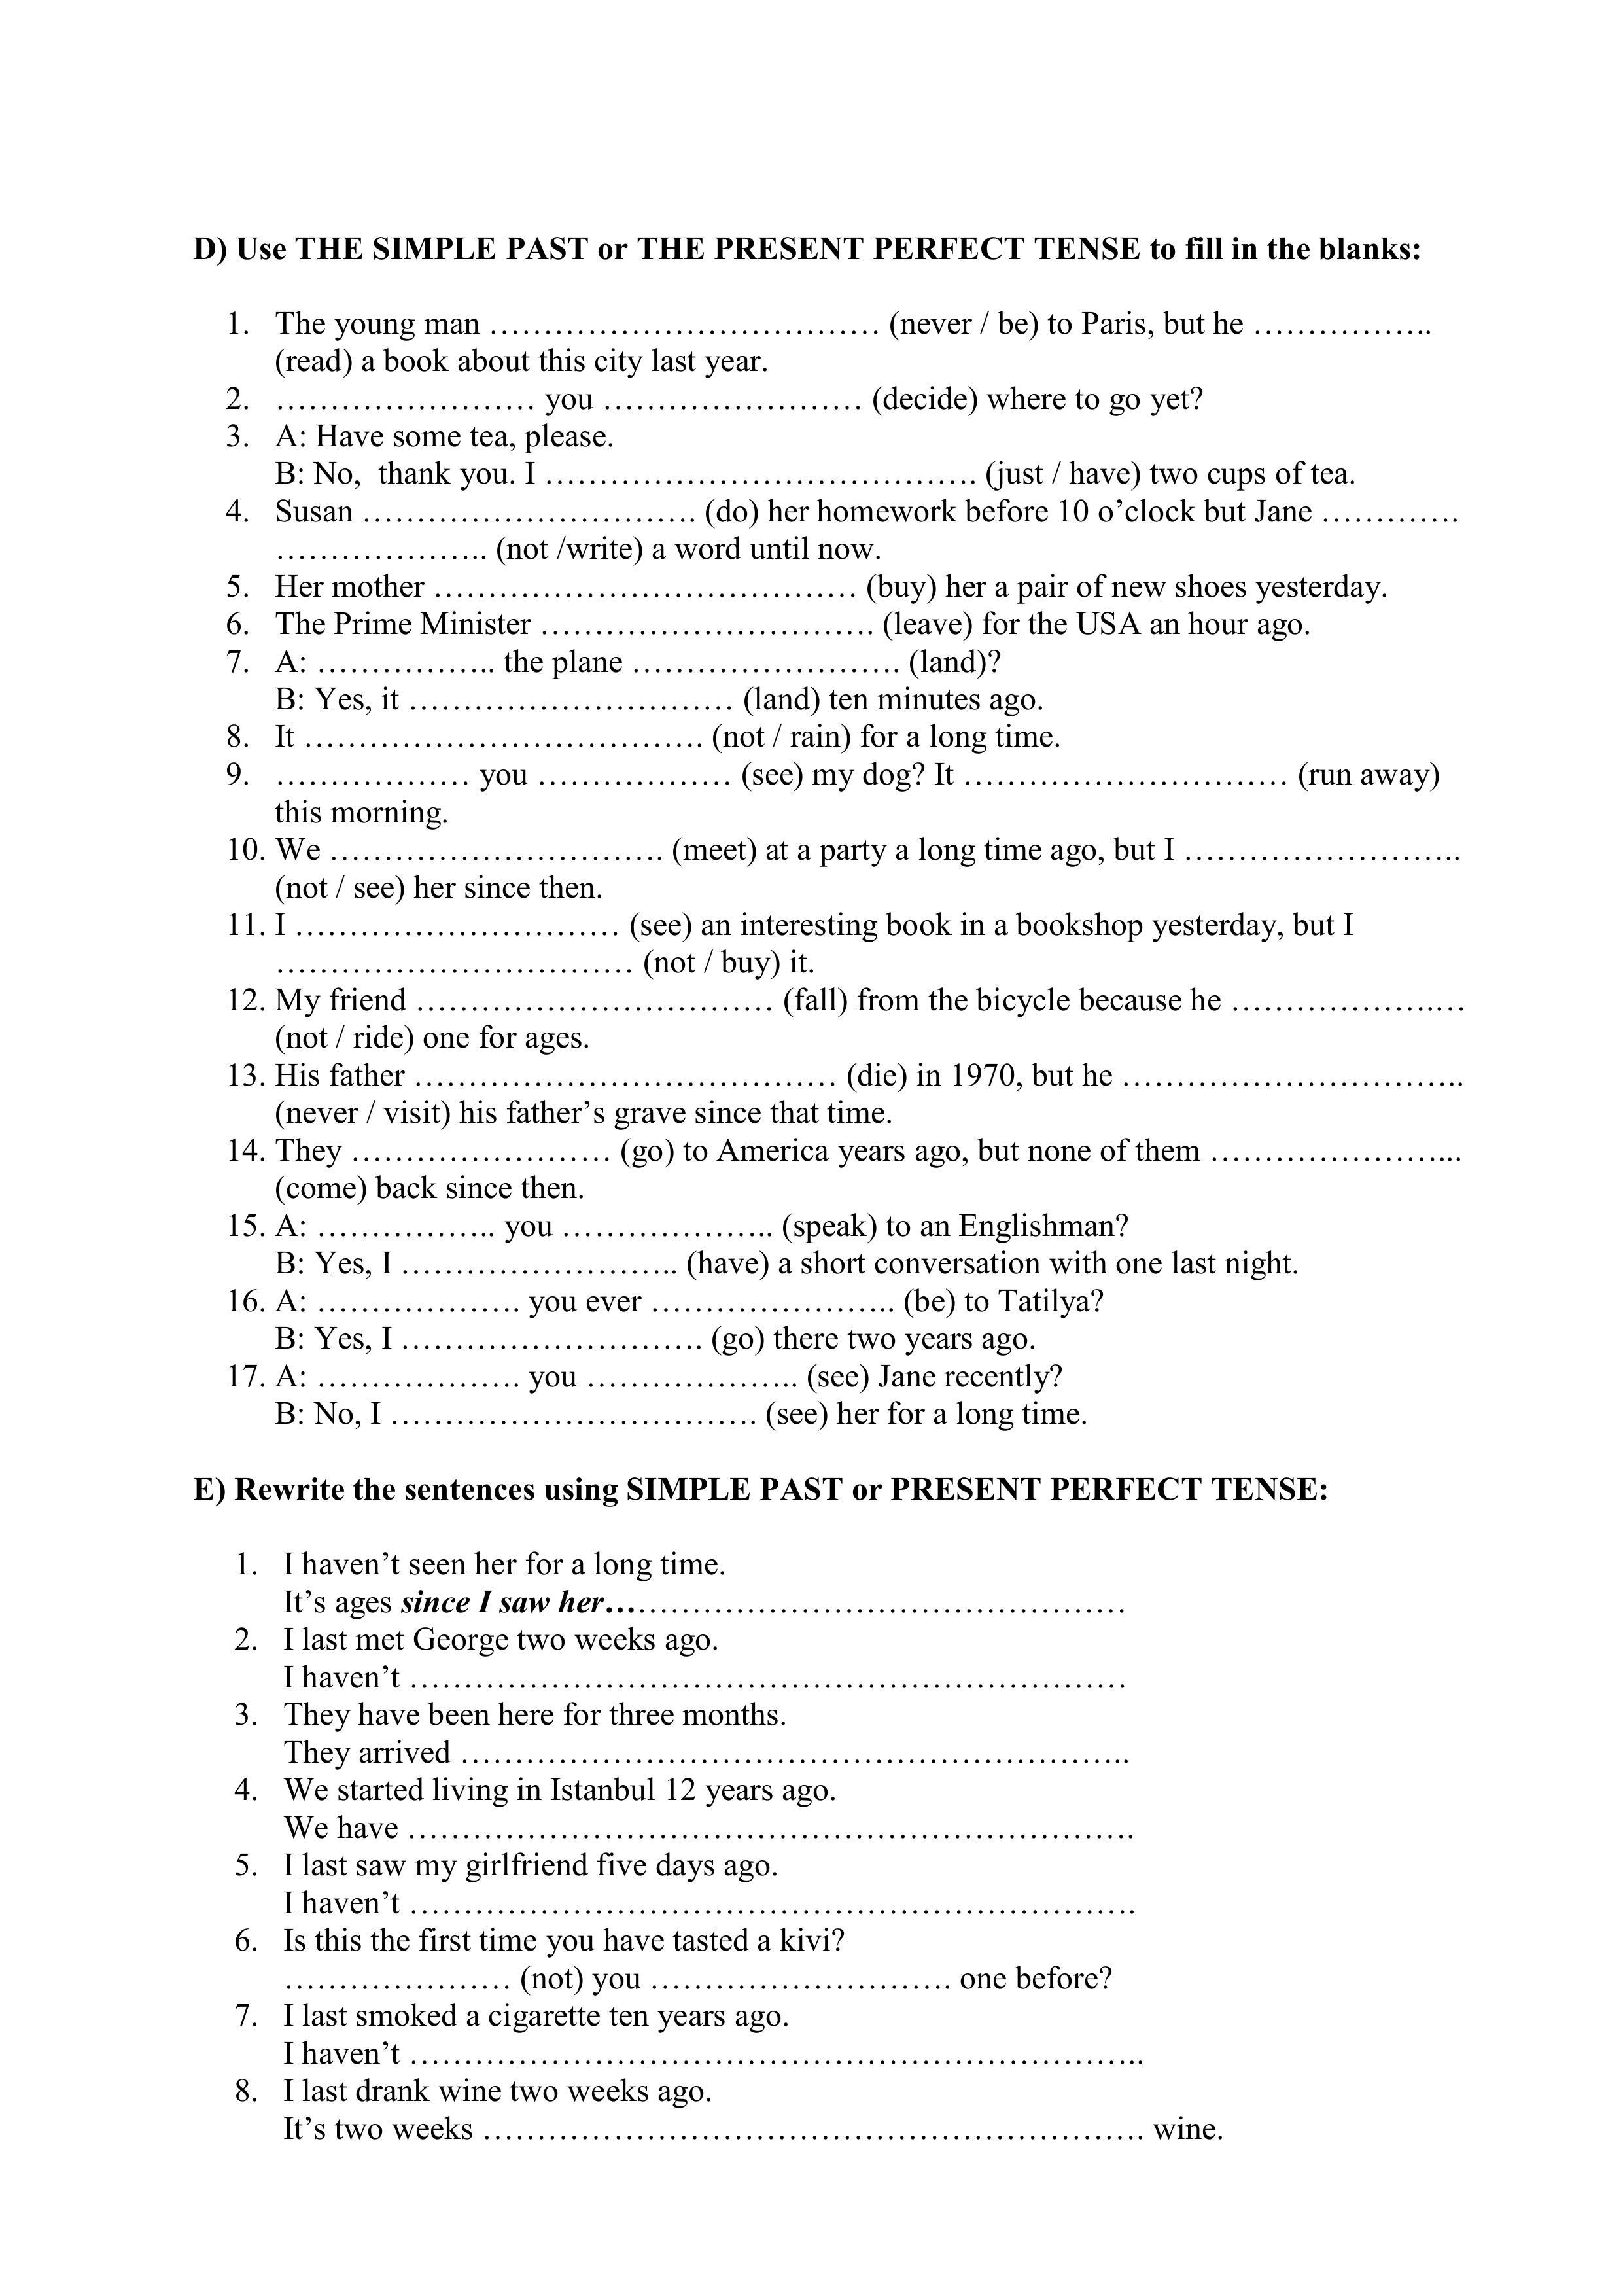 D) Use THE SIMPLE PAST or THE PRESENT PERFECT TENSE to fill in the blanks:
1. The young man ……………………………… (never / be) to Paris, but he ……………..
(read) a book about this city last year.
2. …………………… you …………………… (decide) where to go yet?
3. A: Have some tea, please.
B: No,  thank you. I …………………………………. (just / have) two cups of tea.
4. Susan …………………………. (do) her homework before 10 o’clock but Jane ………….
……………….. (not /write) a word until now.
5. Her mother ………………………………… (buy) her a pair of new shoes yesterday.
6. The Prime Minister …………………………. (leave) for the USA an hour ago.
7. A: …………….. the plane ……………………. (land)?
B: Yes, it ………………………… (land) ten minutes ago.
8. It ………………………………. (not / rain) for a long time.
9. ……………… you ……………… (see) my dog? It ………………………… (run away)
this morning.
10. We …………………………. (meet) at a party a long time ago, but I ……………………..
(not / see) her since then.
11. I ………………………… (see) an interesting book in a bookshop yesterday, but I
…………………………… (not / buy) it.
12. My friend …………………………… (fall) from the bicycle because he ……………….…
(not / ride) one for ages.
13. His father ………………………………… (die) in 1970, but he …………………………..
(never / visit) his father’s grave since that time.
14. They …………………… (go) to America years ago, but none of them …………………...
(come) back since then.
15. A: …………….. you ……………….. (speak) to an Englishman?
B: Yes, I …………………….. (have) a short conversation with one last night.
16. A: ………………. you ever ………………….. (be) to Tatilya?
B: Yes, I ………………………. (go) there two years ago.
17. A: ………………. you ……………….. (see) Jane recently?
B: No, I ……………………………. (see) her for a long time.
E) Rewrite the sentences using SIMPLE PAST or PRESENT PERFECT TENSE:
1. I haven’t seen her for a long time.
It’s ages since I saw her…………………………………………
2. I last met George two weeks ago.
I haven’t …………………………………………………………
3. They have been here for three months.
They arrived ……………………………………………………..
4. We started living in Istanbul 12 years ago.
We have ………………………………………………………….
5. I last saw my girlfriend five days ago.
I haven’t ………………………………………………………….
6. Is this the first time you have tasted a kivi?
………………… (not) you ………………………. one before?
7. I last smoked a cigarette ten years ago.
I haven’t …………………………………………………………..
8. I last drank wine two weeks ago.
It’s two weeks ……………………………………………………. wine.